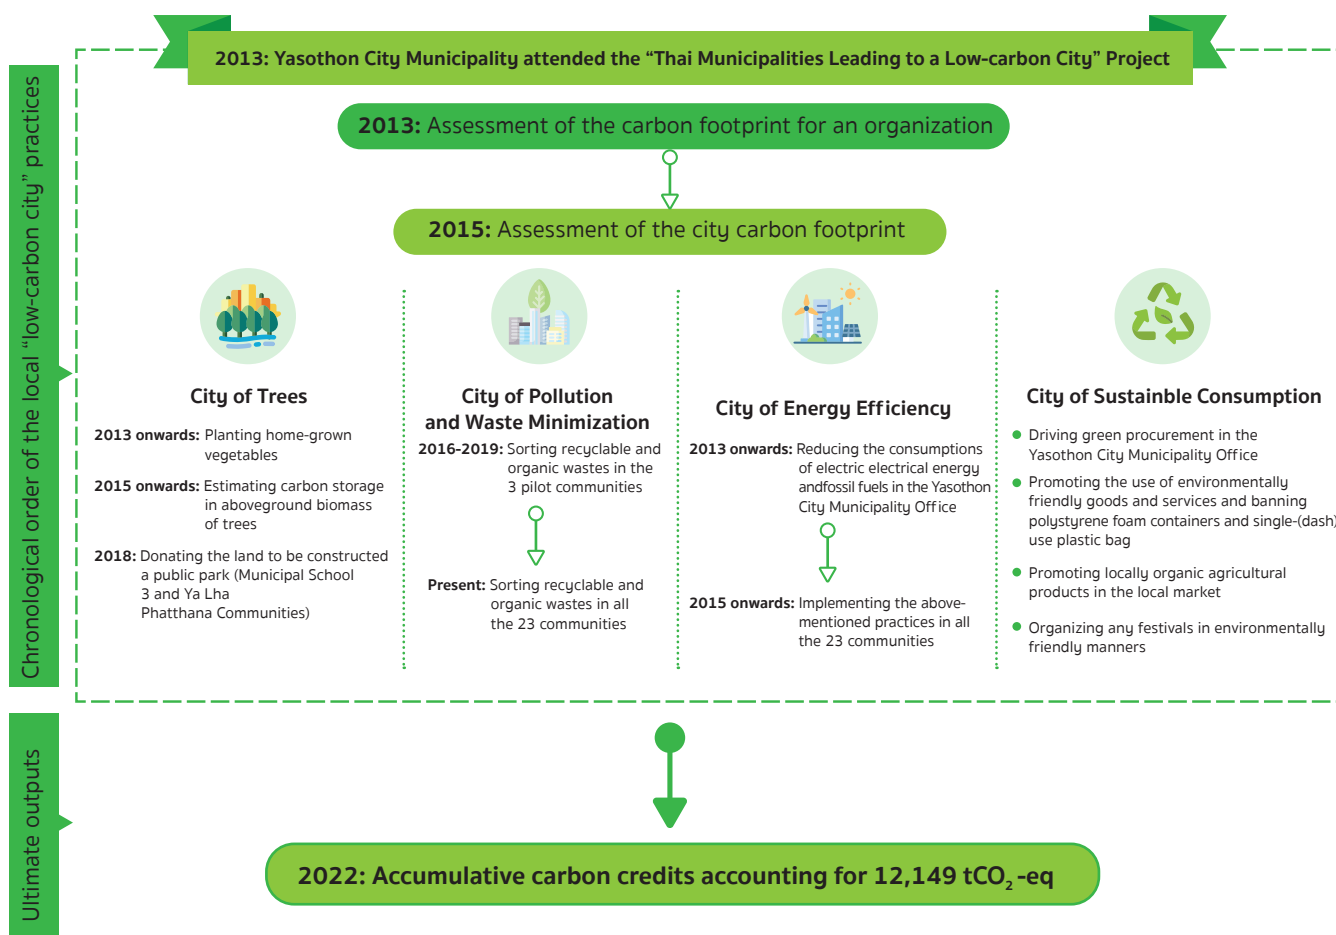 2013: Yasothon City Municipality attended the “Thai Municipalities Leading to a Low-carbon City” Project
Chronological order of the local “low-carbon city” practices
2013: Assessment of the carbon footprint for an organization
2015: Assessment of the city carbon footprint
City of Trees
2013 onwards: Planting home-grown
vegetables
2015 onwards: Estimating carbon storage
in aboveground biomass
of trees
2018: Donating the land to be constructed
a public park (Municipal School
3 and Ya Lha
Phatthana Communities)
City of Pollution
and Waste Minimization
2016-2019: Sorting recyclable and
organic wastes in the
3 pilot communities
Present: Sorting recyclable and
organic wastes in all
the 23 communities
City of Energy Efficiency
2013 onwards: Reducing the consumptions
of electric electrical energy
andfossil fuels in the Yasothon
City Municipality Office
2015 onwards: Implementing the above-
mentioned practices in all
the 23 communities
City of Sustainble Consumption
Driving green procurement in the
Yasothon City Municipality Office
Promoting the use of environmentally
friendly goods and services and banning
polystyrene foam containers and single-(dash)
use plastic bag
Promoting locally organic agricultural
products in the local market
Organizing any festivals in environmentally
friendly manners
Ultimate outputs
2022: Accumulative carbon credits accounting for 12,149 tCO₂ -eq